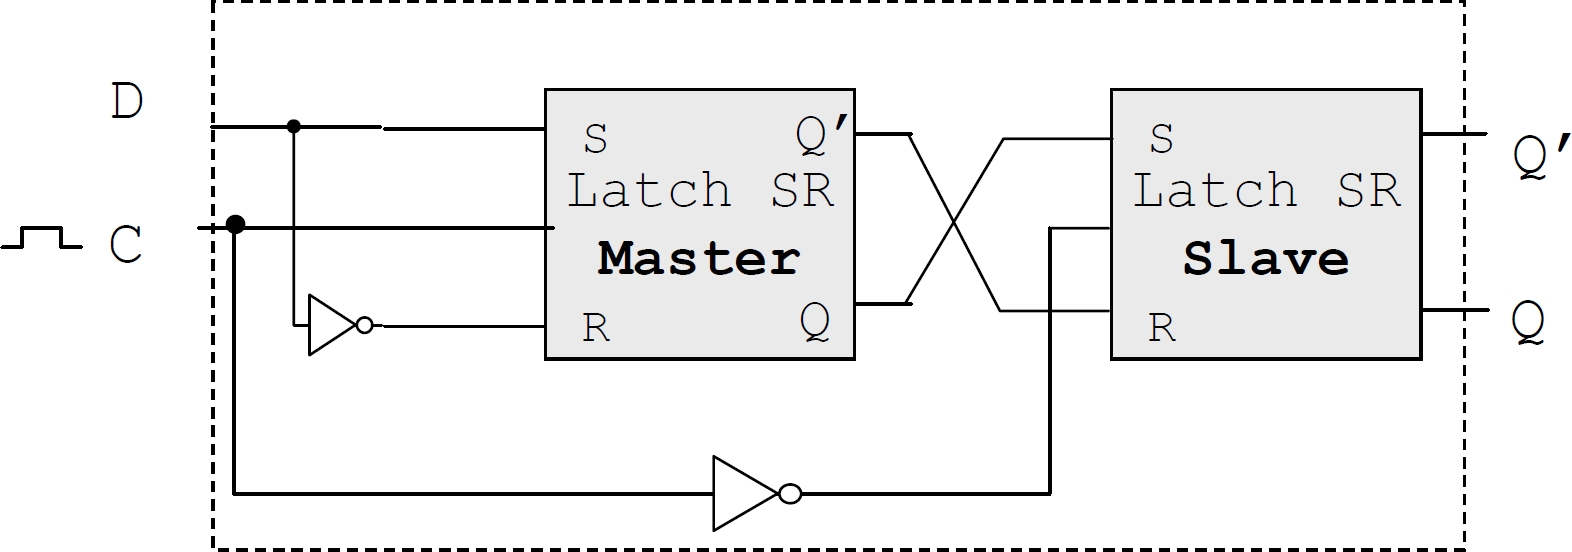 D
S Q′ S Q′
Latch SR Latch SR
C Master Slave
R Q R Q